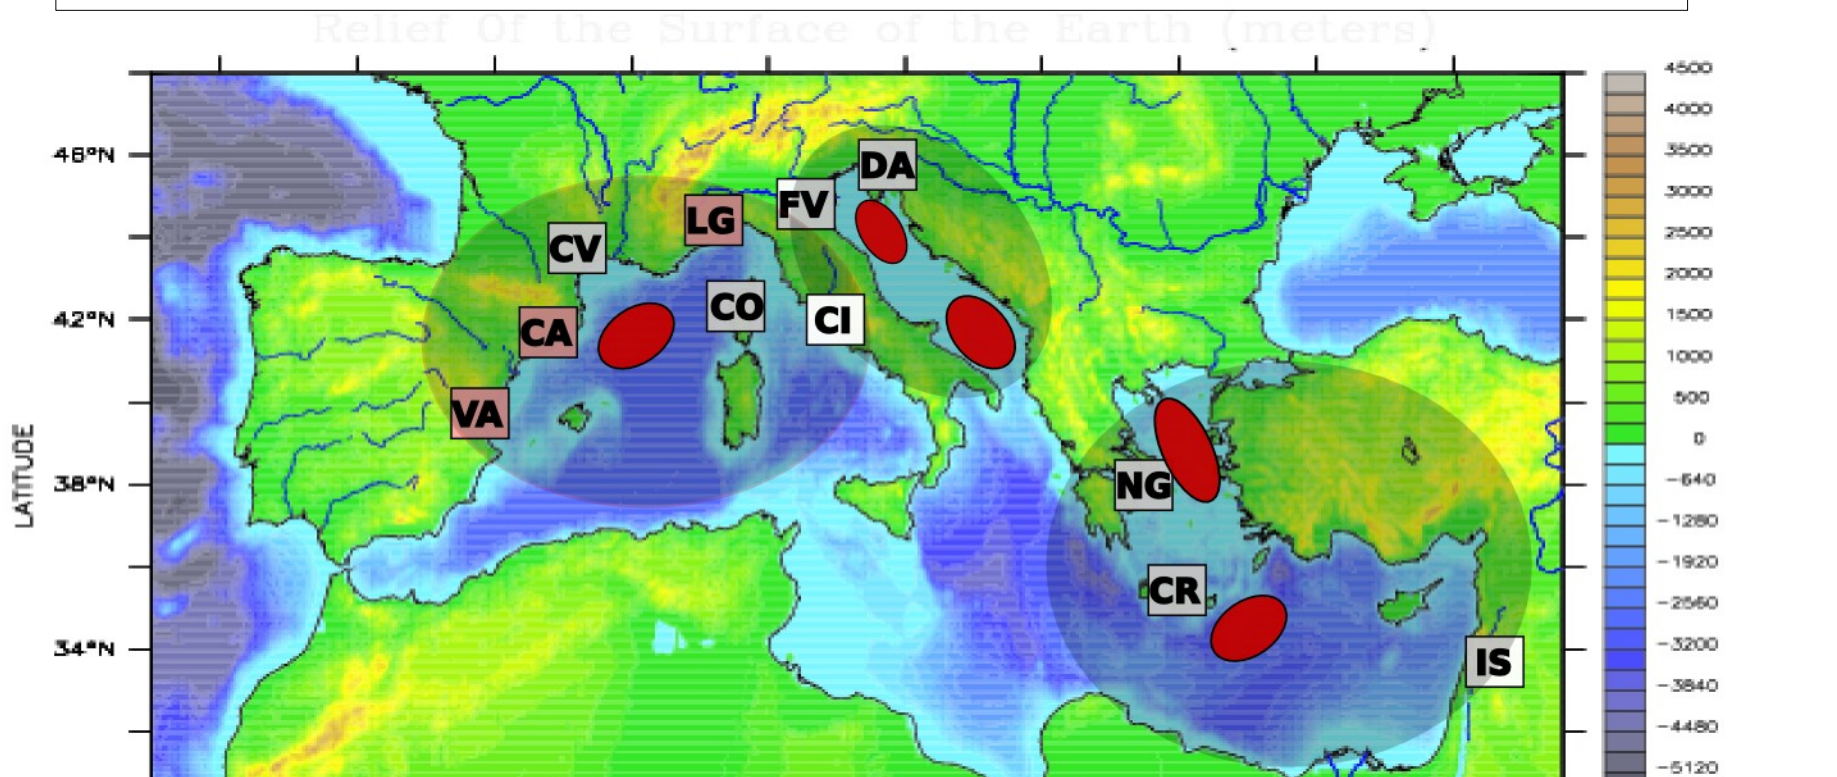 Relief Of the Surface of the Earth (meters)
4500
4000
46°N
3500
DA
3000
FV
LG
2500
CV
2000
CO
42°N
CI
1500
CA
1000
500
VA
0
LATITUDE
38°N
NG
-640
-1280
-1920
CR
-2560
34°N
-3200
IS
-3840
-4480
-5120